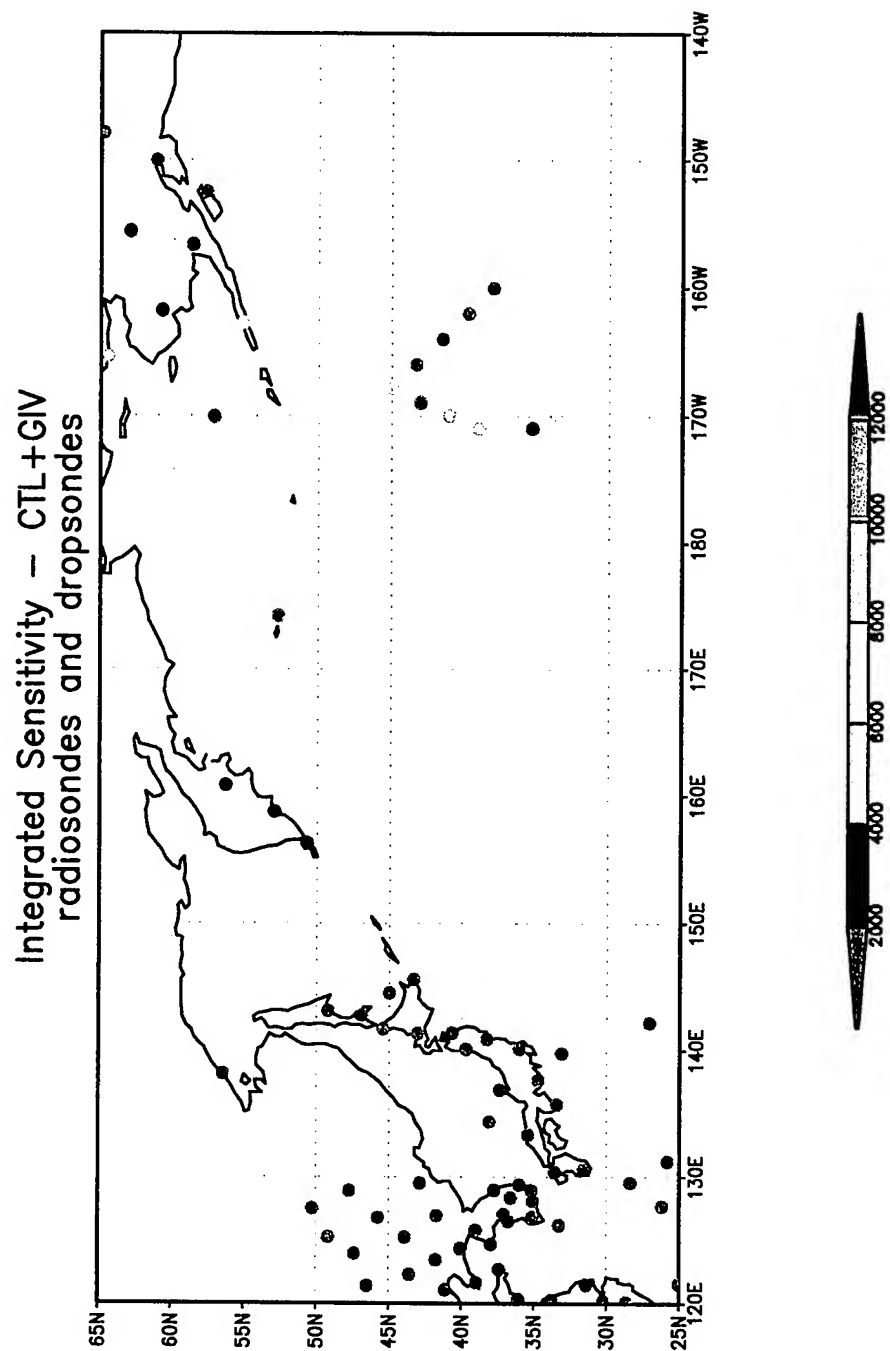 Integrated Sensitivity – CTL+GIV
radiosondes and dropsondes
65N
60N
50N
45N
40N
35N
30N
25N
120E
130E
140E
150E
160E
170E
180
170W
160W
150W
140W
2000
4000
6000
8000
10000
12000